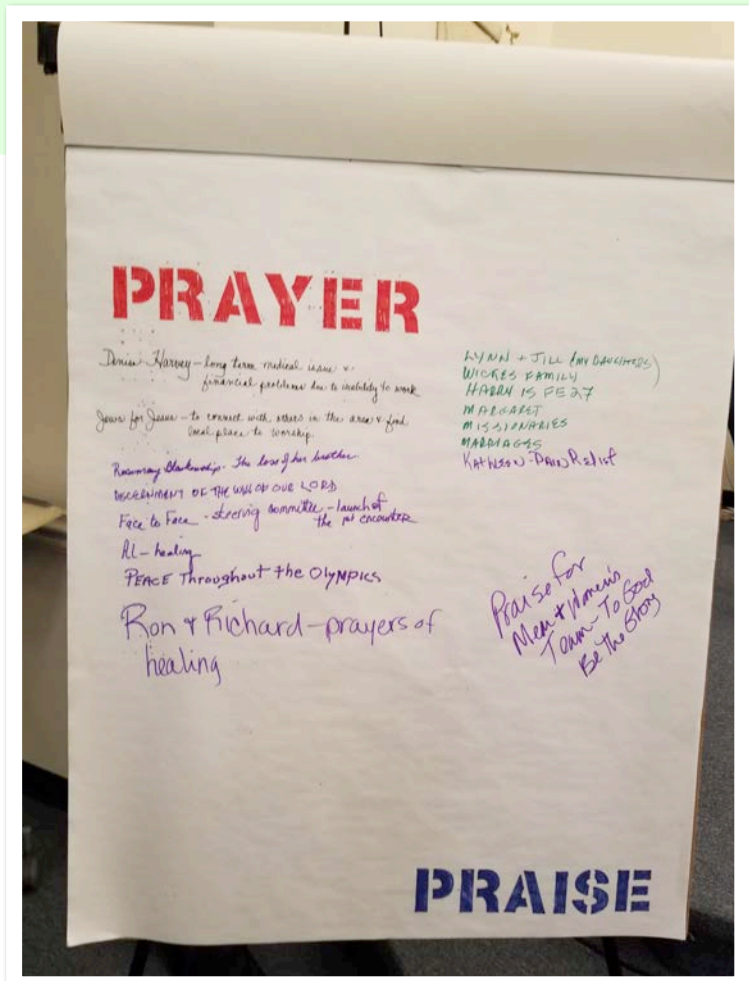 PRAYER
Denise Harvey - long term medical issue &
financial problems due to inability to work
Jews for Jesus - to connect with others in the area & find
local place to worship
Rosemary Blankenship - The loss of her brother
OF THE WILL OF OUR LORD
Face to Face - steering committee - launch of
the 1st encounter
AL - healing
PEACE Throughout the OlyMPICS
Ron & Richard - prayers of
healing
LYNN + JILL (MY DAUGHTERS)
WICKES FAMILY
HARRY IS FE 27
MARGARET
MISSIONARIES
MARRIAGES
KATHLEEN - PAIN RELIEF
Praise for
Men & Women's
Team - To God
Be The Glory
PRAISE